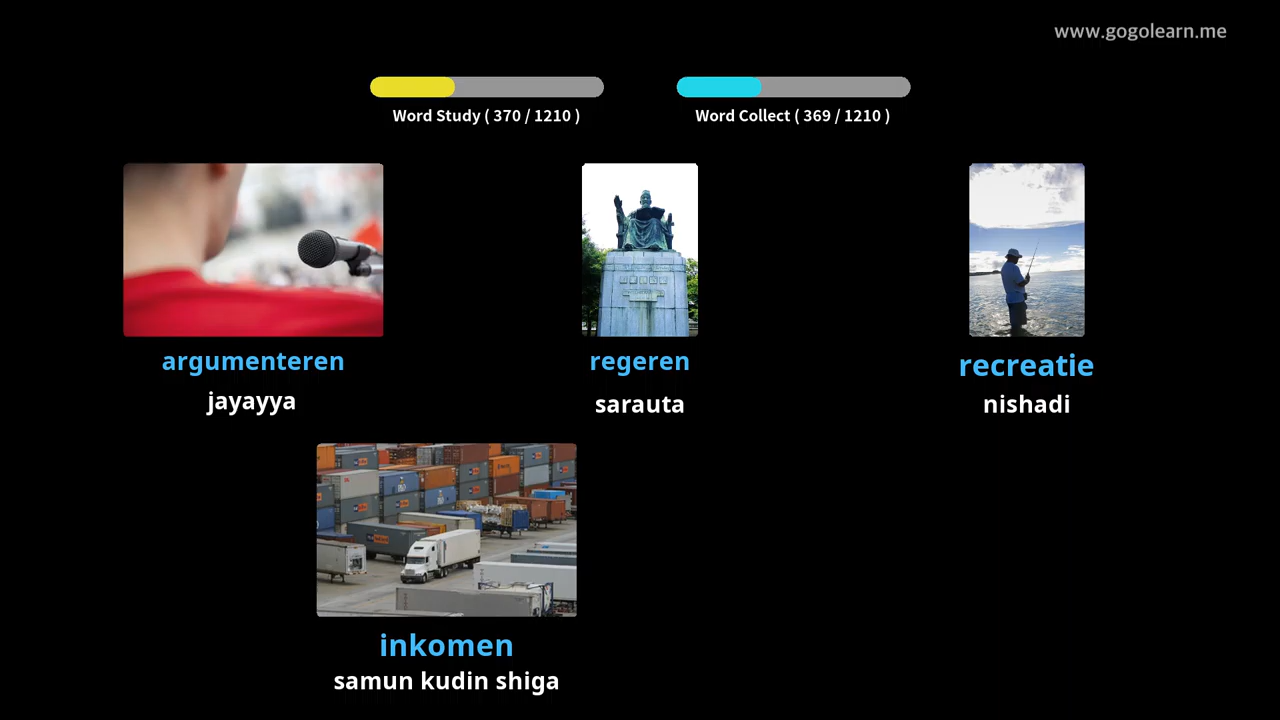 www.gogolearn.me
Word Study ( 370 / 1210 )
Word Collect ( 369 / 1210 )
argumenteren
jayayya
regeren
sarauta
recreatie
nishadi
inkomen
samun kudin shiga